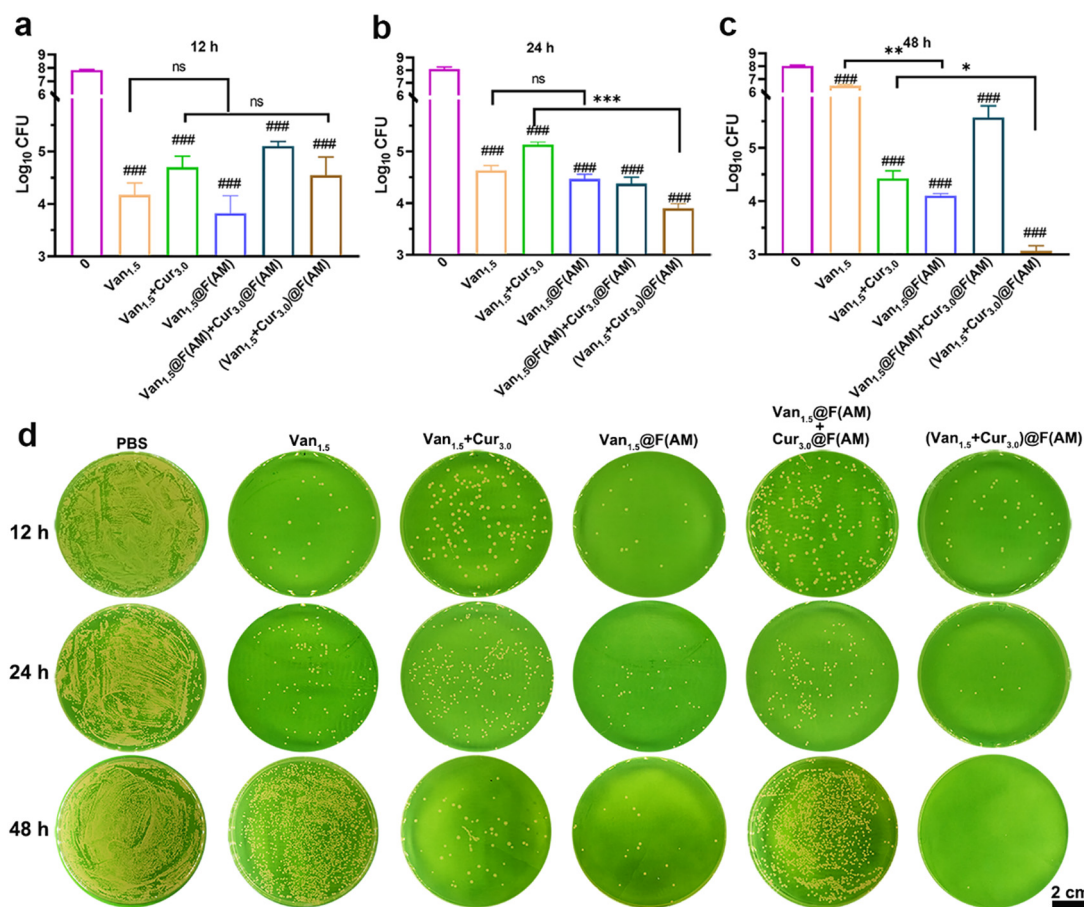 a
12 h
9
8
7
6
5
4
3
Log10 CFU
ns
ns
###
###
###
###
###
0
Van1.5
Van1.5+Cur3.0
Van1.5@F(AM)
Van1.5@F(AM)+Cur3.0@F(AM)
(Van1.5+Cur3.0)@F(AM)
b
24 h
9
8
7
6
5
4
3
Log10 CFU
ns
***
###
###
###
###
###
0
Van1.5
Van1.5+Cur3.0
Van1.5@F(AM)
Van1.5@F(AM)+Cur3.0@F(AM)
(Van1.5+Cur3.0)@F(AM)
c
48 h
9
8
7
6
5
4
3
Log10 CFU
**
*
###
###
###
###
###
0
Van1.5
Van1.5+Cur3.0
Van1.5@F(AM)
Van1.5@F(AM)+Cur3.0@F(AM)
(Van1.5+Cur3.0)@F(AM)
d
PBS
Van1.5
Van1.5+Cur3.0
Van1.5@F(AM)
Van1.5@F(AM)
+
Cur3.0@F(AM)
(Van1.5+Cur3.0)@F(AM)
12 h
24 h
48 h
2 cm